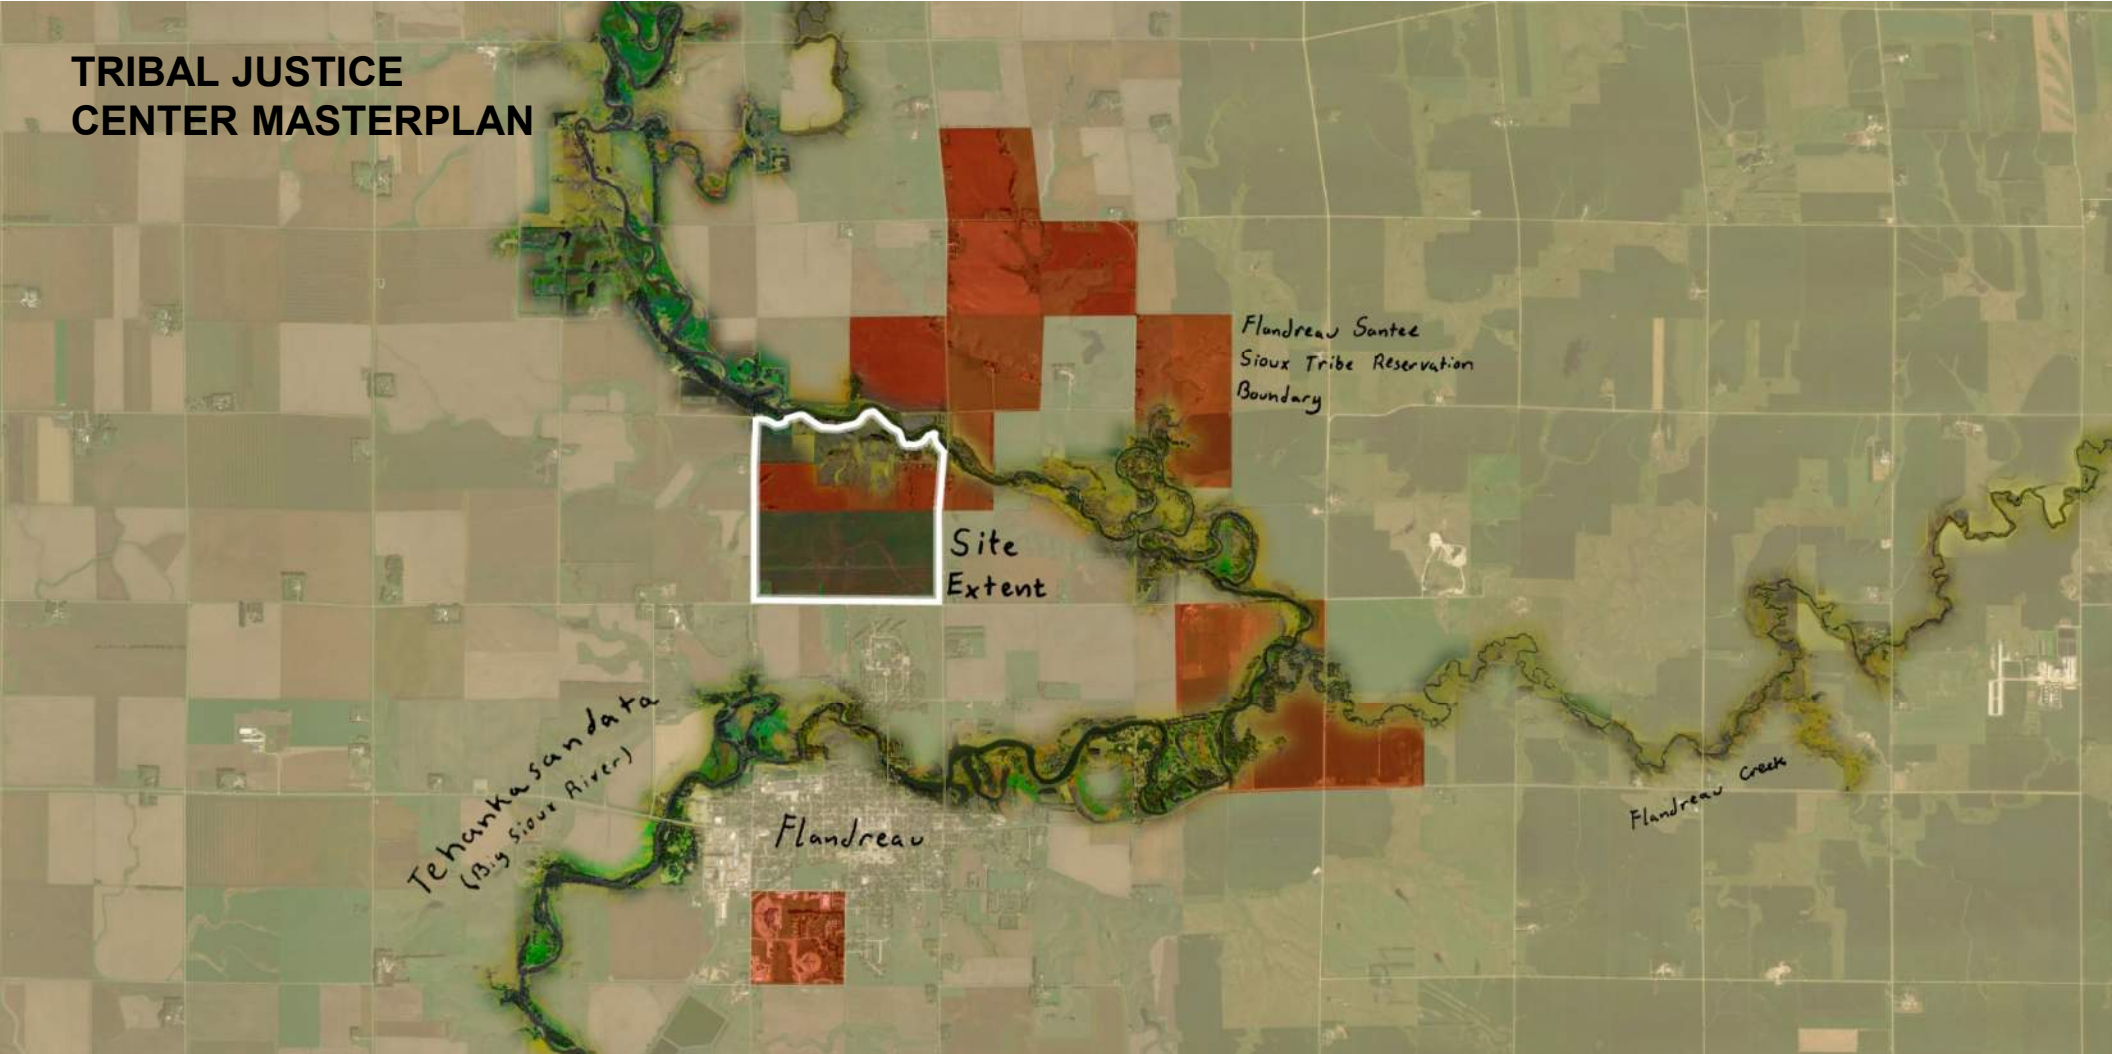 TRIBAL JUSTICE
CENTER MASTERPLAN
Flandreau Santee
Sioux Tribe Reservation
Boundary
Site
Extent
Tehankasandata
(Big Sioux River)
Flandreau
Flandreau Creek